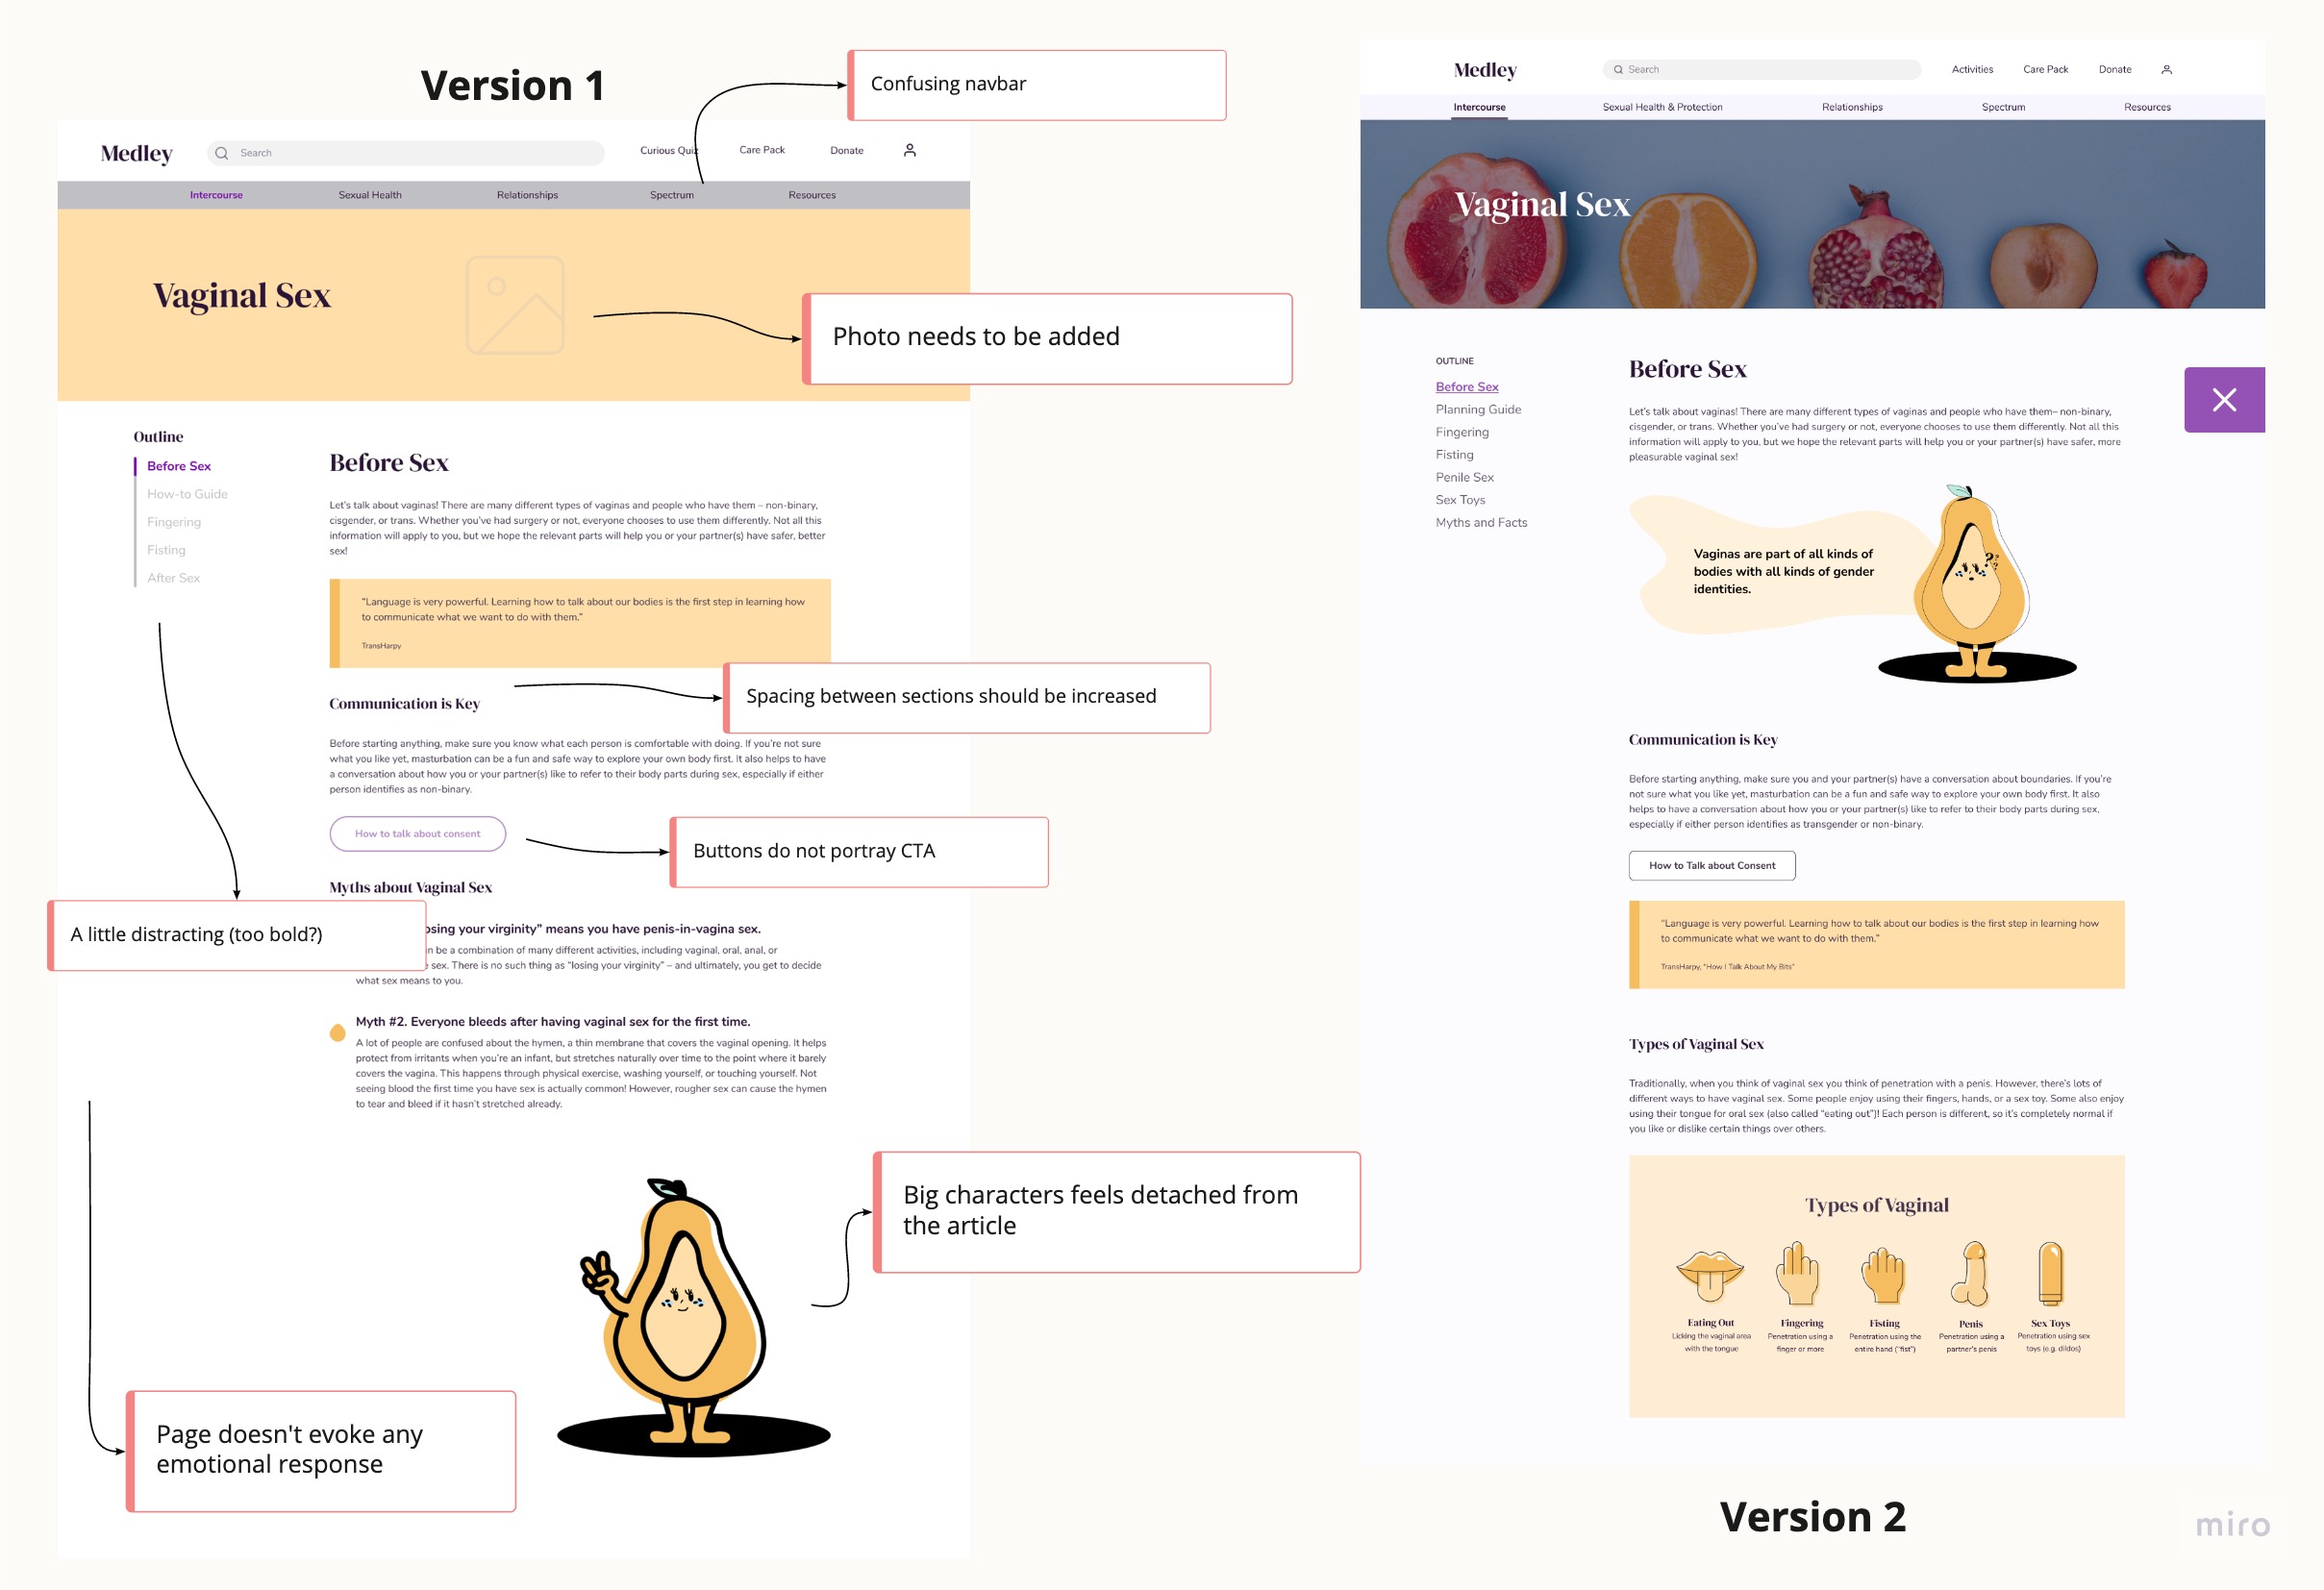 Version 1
Confusing navbar
Medley
Search
Curious Quiz
Care Pack
Donate
Intercourse
Sexual Health
Relationships
Spectrum
Resources
Vaginal Sex
Photo needs to be added
Outline
Before Sex
How-to Guide
Fingering
Fisting
After Sex
Before Sex
Let's talk about vaginas! There are many different types of vaginas and people who have them – non-binary,
cisgender, or trans. Whether you've had surgery or not, everyone chooses to use them differently. Not all this
information will apply to you, but we hope the relevant parts will help you or your partner(s) have safer, better
sex!
"Language is very powerful. Learning how to talk about our bodies is the first step in learning how
to communicate what we want to do with them."
TransHarpy
Spacing between sections should be increased
Communication is Key
Before starting anything, make sure you know what each person is comfortable with doing. If you're not sure
what you like yet, masturbation can be a fun and safe way to explore your own body first. It also helps to have
a conversation about how you or your partner(s) like to refer to their body parts during sex, especially if either
person identifies as non-binary.
How to talk about consent
Buttons do not portray CTA
Myths about Vaginal Sex
A little distracting (too bold?)
osing your virginity" means you have penis-in-vagina sex.
n be a combination of many different activities, including vaginal, oral, anal, or
sex. There is no such thing as "losing your virginity" – and ultimately, you get to decide
what sex means to you.
Myth #2. Everyone bleeds after having vaginal sex for the first time.
A lot of people are confused about the hymen, a thin membrane that covers the vaginal opening. It helps
protect from irritants when you're an infant, but stretches naturally over time to the point where it barely
covers the vagina. This happens through physical exercise, washing yourself, or touching yourself. Not
seeing blood the first time you have sex is actually common! However, rougher sex can cause the hymen
to tear and bleed if it hasn't stretched already.
Big characters feels detached from
the article
Page doesn't evoke any
emotional response
Medley
Search
Activities
Care Pack
Donate
Intercourse
Sexual Health & Protection
Relationships
Spectrum
Resources
Vaginal Sex
OUTLINE
Before Sex
Planning Guide
Fingering
Fisting
Penile Sex
Sex Toys
Myths and Facts
Before Sex
Let's talk about vaginas! There are many different types of vaginas and people who have them– non-binary,
cisgender, or trans. Whether you've had surgery or not, everyone chooses to use them differently. Not all this
information will apply to you, but we hope the relevant parts will help you or your partner(s) have safer, more
pleasurable vaginal sex!
Vaginas are part of all kinds of
bodies with all kinds of gender
identities.
???
Communication is Key
Before starting anything, make sure you and your partner(s) have a conversation about boundaries. If you're
not sure what you like yet, masturbation can be a fun and safe way to explore your own body first. It also
helps to have a conversation about how you or your partner(s) like to refer to their body parts during sex,
especially if either person identifies as transgender or non-binary.
How to Talk about Consent
"Language is very powerful. Learning how to talk about our bodies is the first step in learning how
to communicate what we want to do with them."
TransHarpy, "How I Talk About My Bits"
Types of Vaginal Sex
Traditionally, when you think of vaginal sex you think of penetration with a penis. However, there's lots of
different ways to have vaginal sex. Some people enjoy using their fingers, hands, or a sex toy. Some also enjoy
using their tongue for oral sex (also called "eating out")! Each person is different, so it's completely normal if
you like or dislike certain things over others.
Types of Vaginal
Eating Out
Licking the vaginal area
with the tongue
Fingering
Penetration using a
finger or more
Fisting
Penetration using the
entire hand ("fist")
Penis
Penetration using a
partner's penis
Sex Toys
Penetration using sex
toys (e.g. dildos)
Version 2
miro